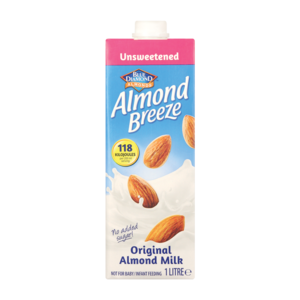 Unsweetened
BLUE
DIAMOND
ALMONDS
Almond
Breeze
118
KILOJOULES
No added
sugar!
Original
Almond Milk
NOT FOR BABY / INFANT FEEDING. 1 LITRE ℮